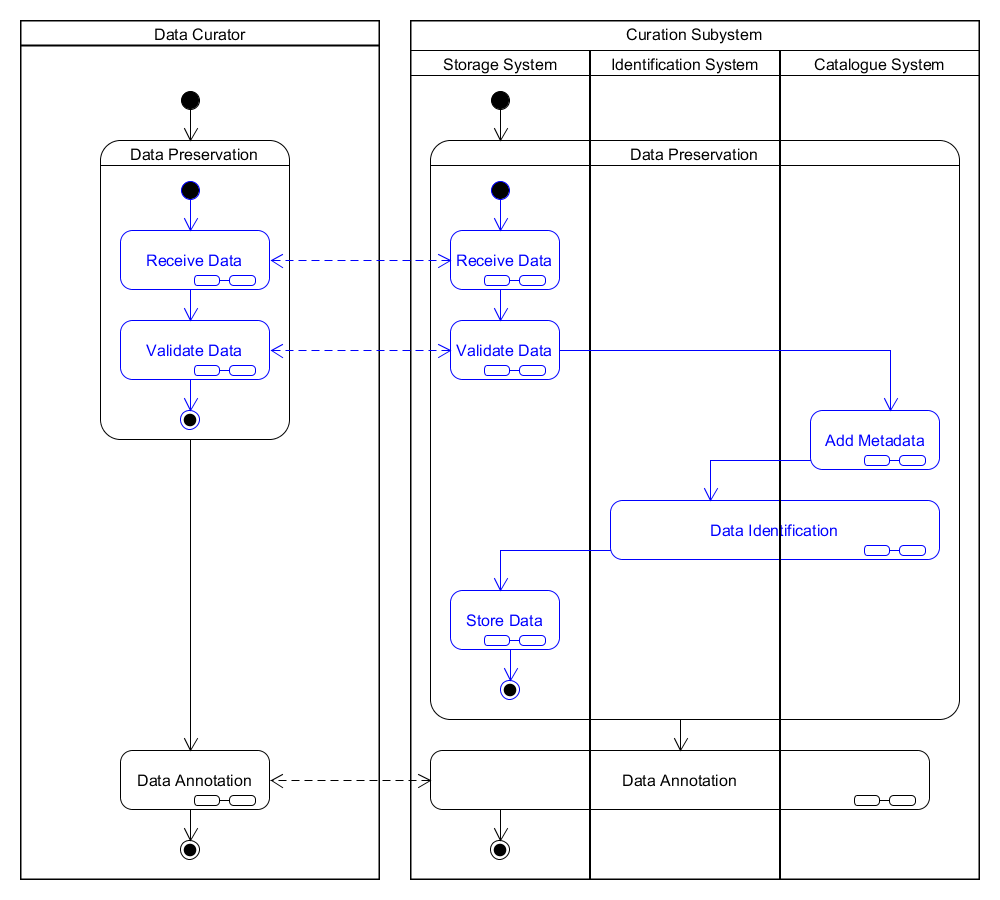 Data Curator
Curation Subystem
Storage System
Identification System
Catalogue System
Data Preservation
Data Preservation
Receive Data
Receive Data
Validate Data
Validate Data
Add Metadata
Data Identification
Store Data
Data Annotation
Data Annotation